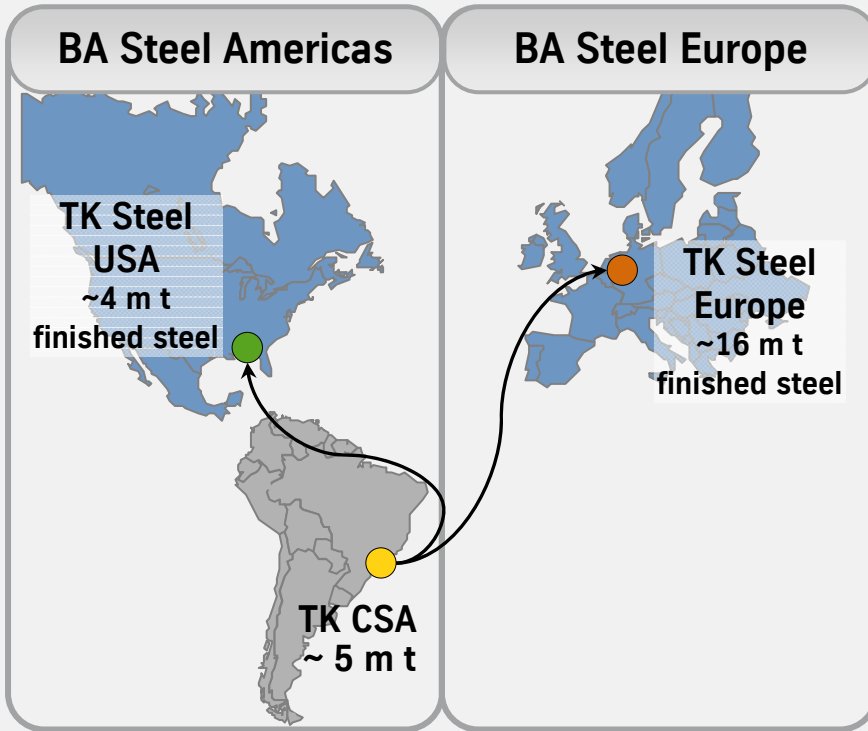 BA Steel Americas
BA Steel Europe
TK Steel
USA
~4 m t
finished steel
TK Steel
Europe
~16 m t
finished steel
TK CSA
~ 5 m t